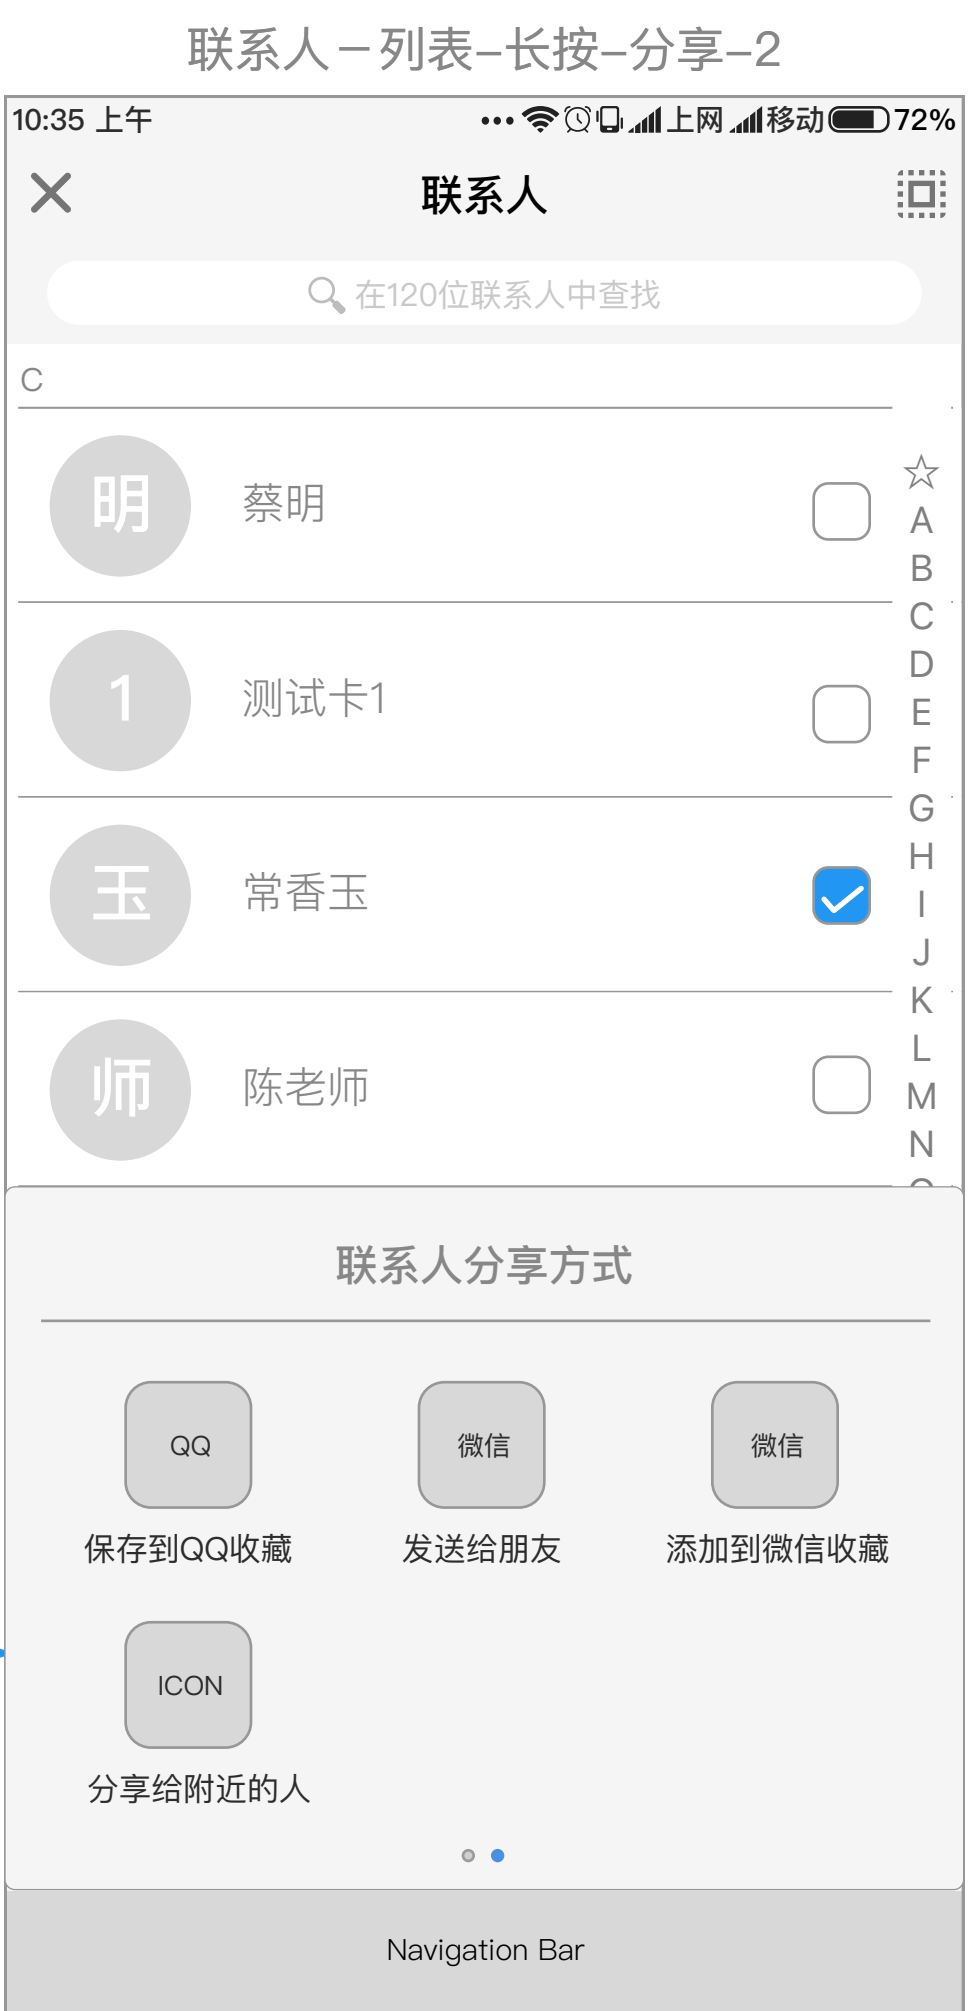 联系人－列表–长按–分享–2
10:35 上午 上网 移动 72%
联系人
在120位联系人中查找
C
明 蔡明
1 测试卡1
玉 常香玉
师 陈老师
☆
A
B
C
D
E
F
G
H
I
J
K
L
M
N
联系人分享方式
QQ 微信 微信
保存到QQ收藏 发送给朋友 添加到微信收藏
ICON
分享给附近的人
Navigation Bar